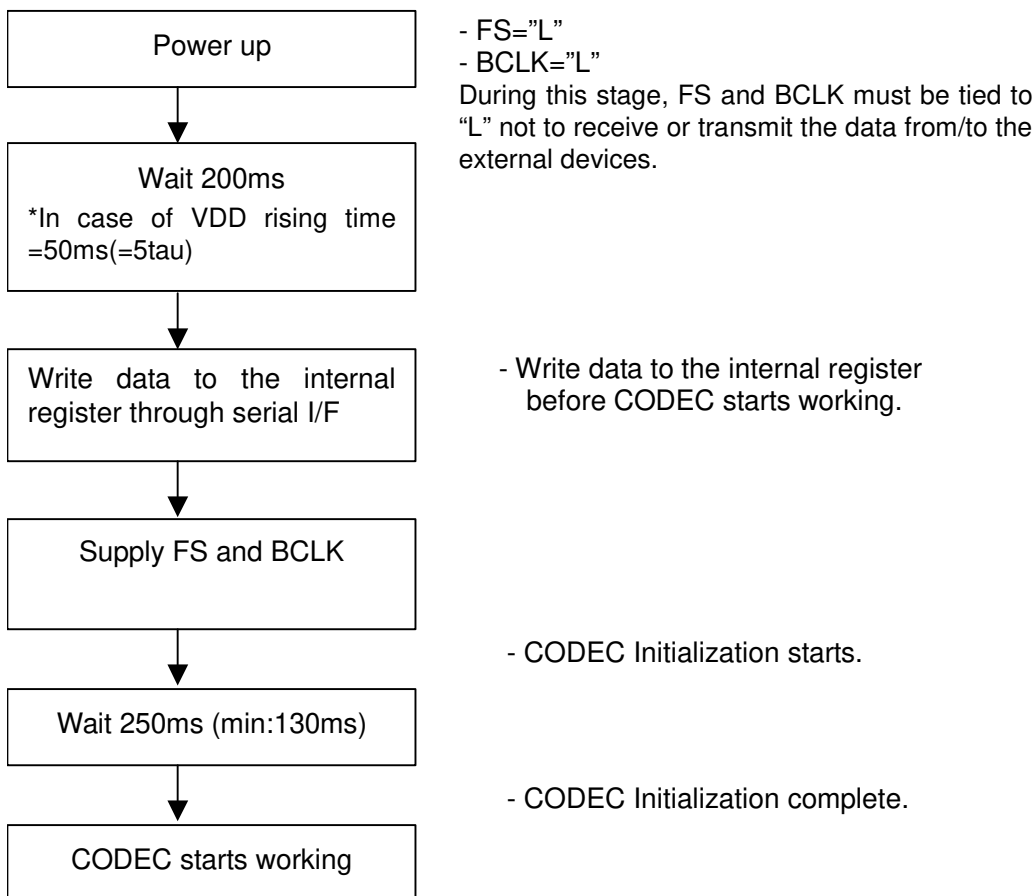 Power up
- FS=”L”
- BCLK=”L”
During this stage, FS and BCLK must be tied to
“L” not to receive or transmit the data from/to the
external devices.
Wait 200ms
*In case of VDD rising time
=50ms(=5tau)
Write data to the internal
register through serial I/F
- Write data to the internal register
before CODEC starts working.
Supply FS and BCLK
- CODEC Initialization starts.
Wait 250ms (min:130ms)
- CODEC Initialization complete.
CODEC starts working